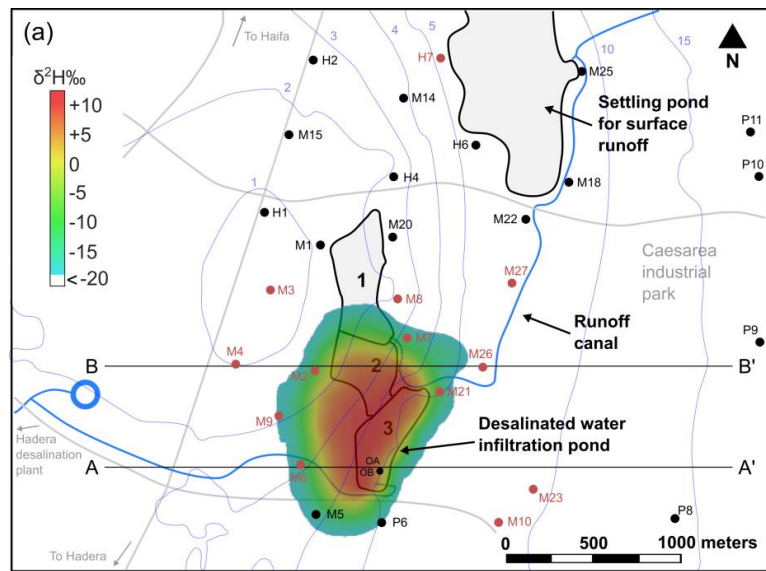 (a)
To Haifa
3
4
5
10
15
H7
N
δ²H‰
+10
+5
0
-5
-10
-15
< -20
H2
M25
2
M14
Settling pond
for surface
runoff
M15
H6
P11
H4
P10
1
M18
H1
M20
M22
M1
Caesarea
industrial
park
1
M27
M3
M8
Runoff
canal
M7
P9
M4
B
2
M26
B'
M2
M21
M9
3
Desalinated water
infiltration pond
Hadera
desalination
plant
A
M6
OA
OB
A'
M23
M5
P6
M10
P8
0 500 1000 meters
To Hadera